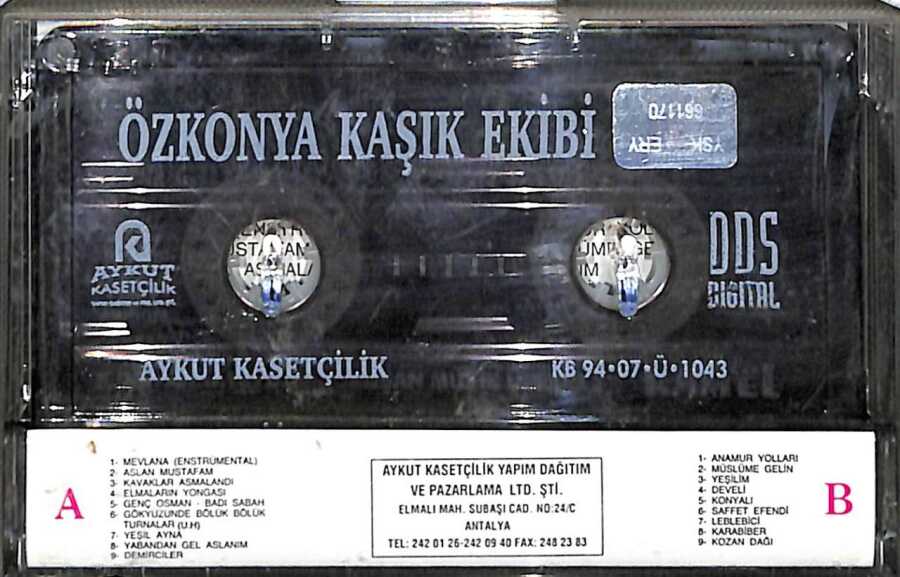 ÖZKONYA KAŞIK EKİBİ
661170
AYKUT
KASETÇİLİK
DDS
DIGITAL
AYKUT KASETÇİLİK
KB 94•07•Ü•1043
A
1- MEVLANA (ENSTRÜMENTAL)
2- ASLAN MUSTAFAM
3- KAVAKLAR ASMALANDI
4- ELMALARIN YONGASI
5- GENÇ OSMAN - BADI SABAH
6- GÖKYÜZÜNDE BÖLÜK BÖLÜK
TURNALAR (U.H)
7- YEŞİL AYNA
8- YABANDAN GEL ASLANIM
9- DEMİRCİLER
AYKUT KASETÇİLİK YAPIM DAĞITIM
VE PAZARLAMA LTD. ŞTİ.
ELMALI MAH. SUBAŞI CAD. NO:24/C
ANTALYA
TEL: 242 01 26-242 09 40 FAX: 248 23 83
1- ANAMUR YOLLARI
2- MÜSLÜME GELİN
3- YEŞİLİM
4- DEVELİ
5- KONYALI
6- SAFFET EFENDİ
7- LEBLEBİCİ
8- KARABİBER
9- KOZAN DAĞI
B